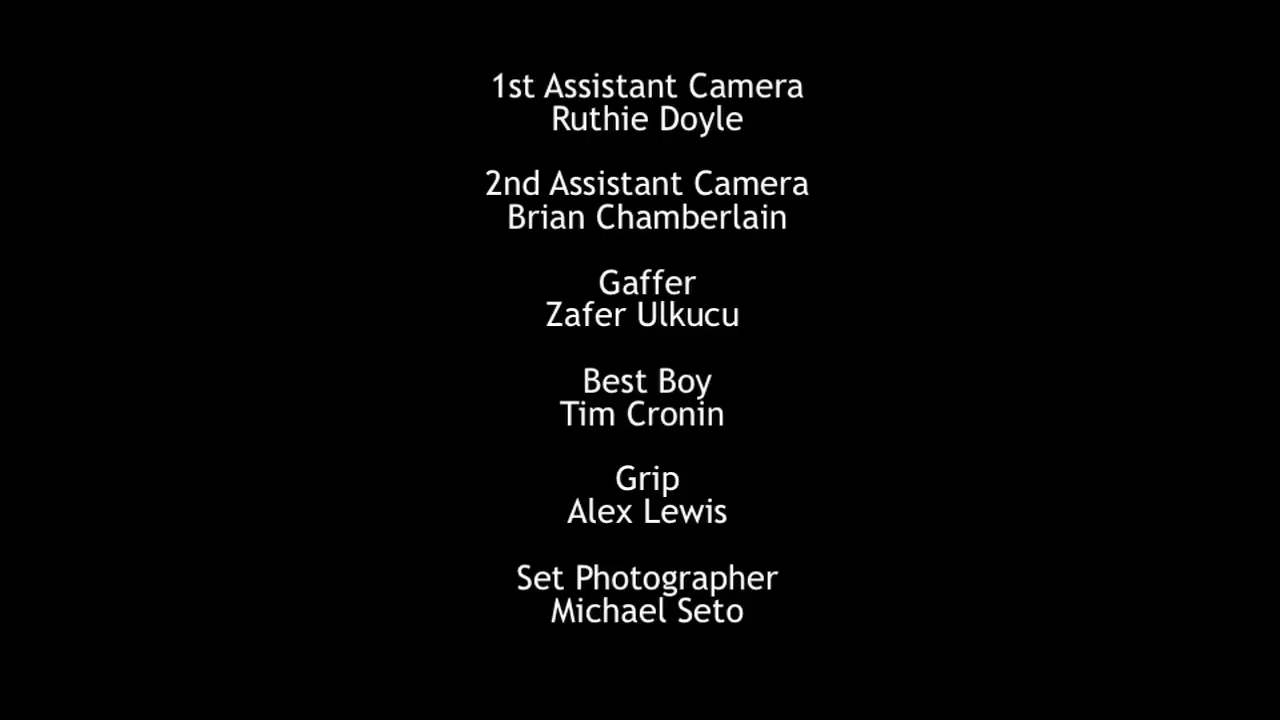 1st Assistant Camera
Ruthie Doyle
2nd Assistant Camera
Brian Chamberlain
Gaffer
Zafer Ulkucu
Best Boy
Tim Cronin
Grip
Alex Lewis
Set Photographer
Michael Seto